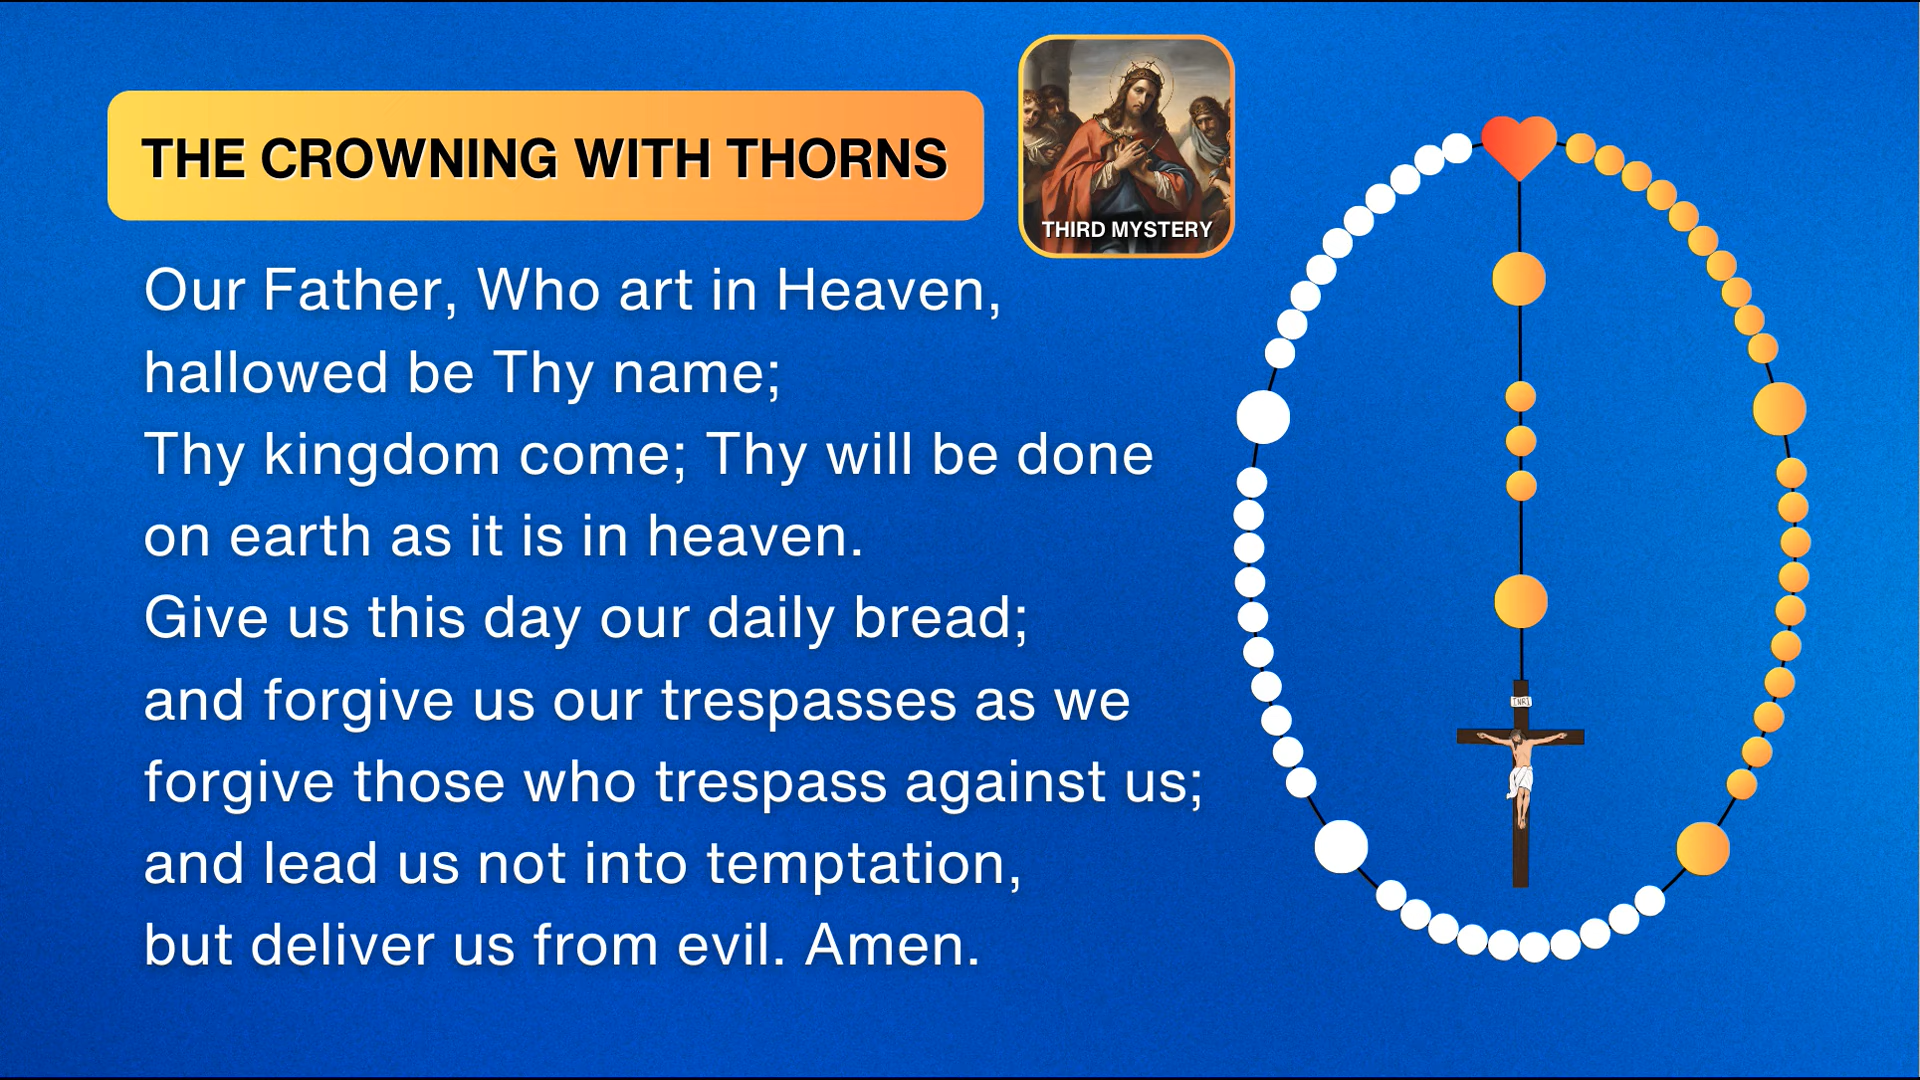 THE CROWNING WITH THORNS
THIRD MYSTERY
Our Father, Who art in Heaven,
hallowed be Thy name;
Thy kingdom come; Thy will be done
on earth as it is in heaven.
Give us this day our daily bread;
and forgive us our trespasses as we
forgive those who trespass against us;
and lead us not into temptation,
but deliver us from evil. Amen.
INRI